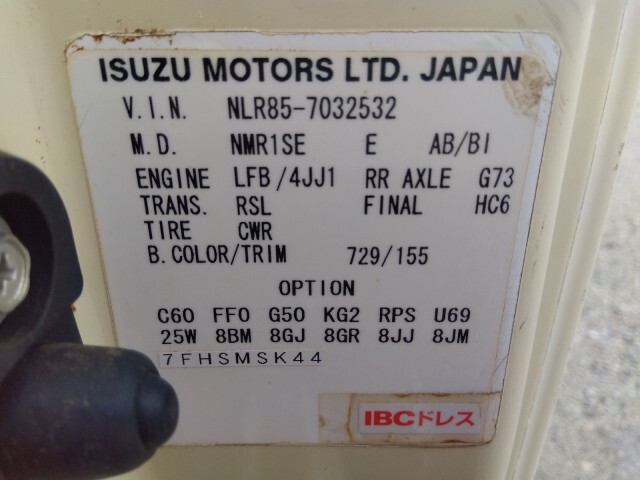 ISUZU MOTORS LTD. JAPAN
V.I.N. NLR85-7032532
M.D. NMR1SE E AB/BI
ENGINE LFB/4JJ1 RR AXLE G73
TRANS. RSL FINAL HC6
TIRE CWR
B.COLOR/TRIM 729/155
OPTION
C60 FF0 G50 KG2 RPS U69
25W 8BM 8GJ 8GR 8JJ 8JM
7FHSMSK44
IBCドレス